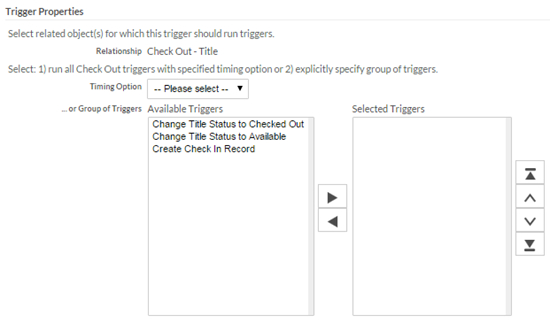 Trigger Properties
Select related object(s) for which this trigger should run triggers.
Relationship Check Out - Title
Select: 1) run all Check Out triggers with specified timing option or 2) explicitly specify group of triggers.
Timing Option -- Please select --
... or Group of Triggers Available Triggers Selected Triggers
Change Title Status to Checked Out
Change Title Status to Available
Create Check In Record